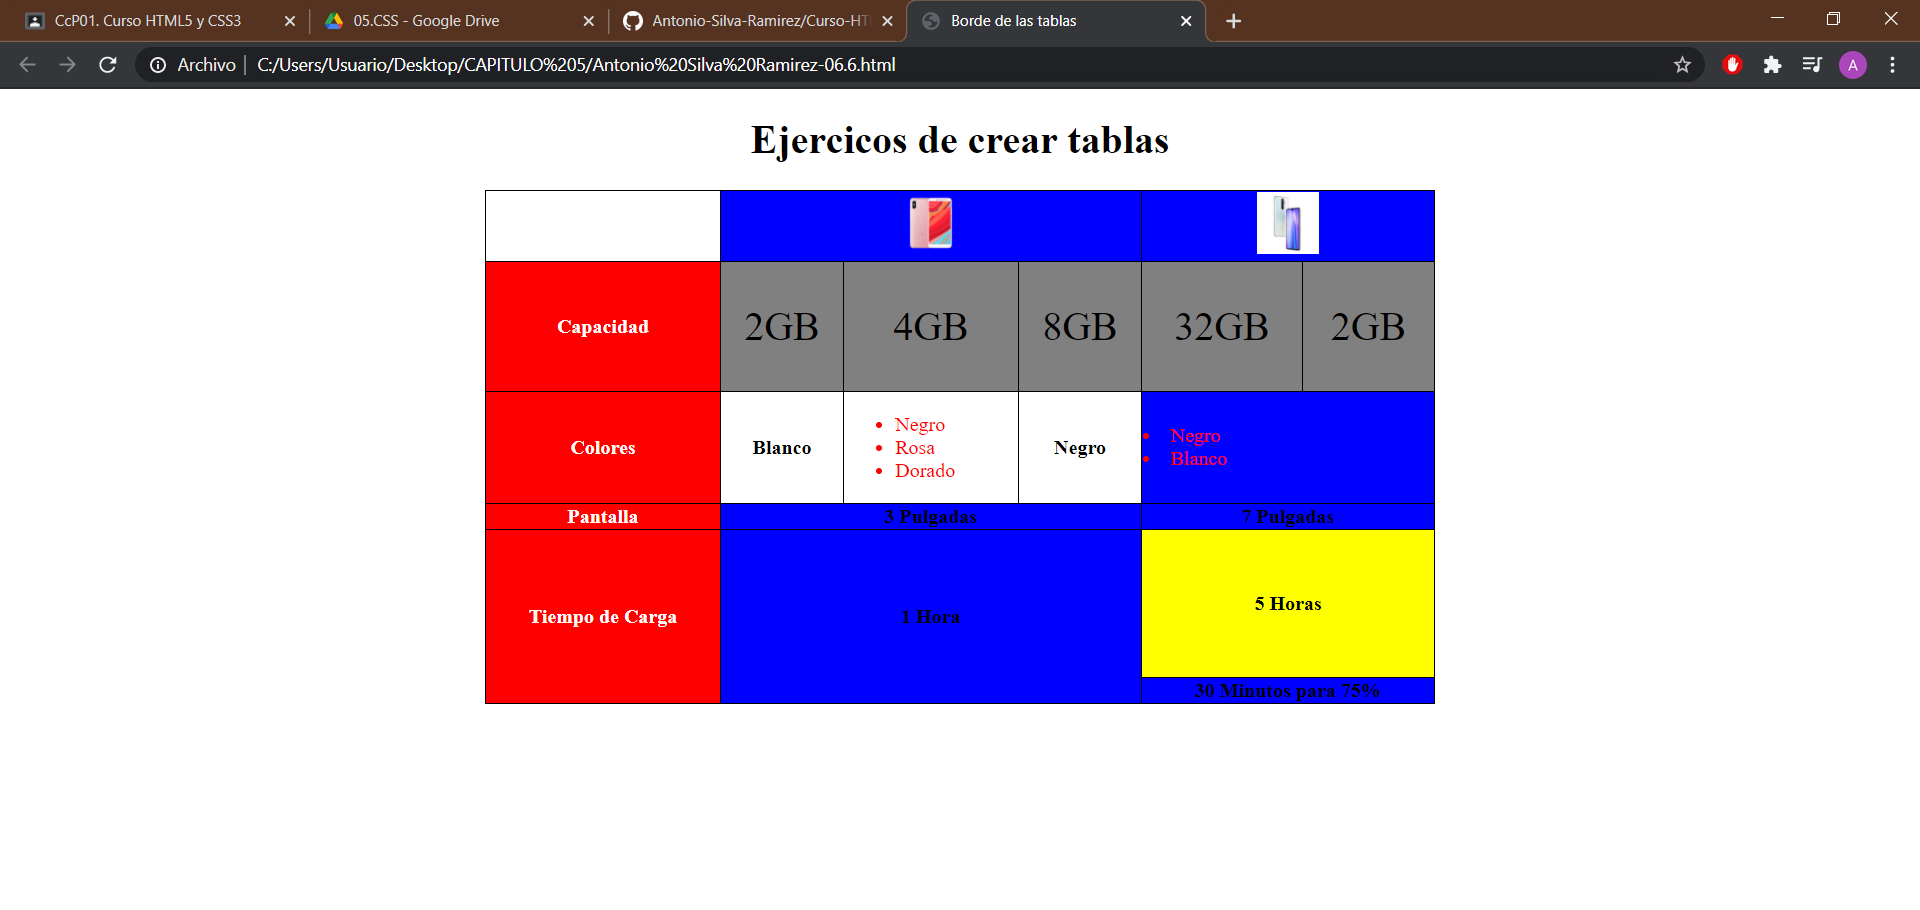 CcP01. Curso HTML5 y CSS3
05.CSS - Google Drive
Antonio-Silva-Ramirez/Curso-HT
Borde de las tablas
Archivo
C:/Users/Usuario/Desktop/CAPITULO%205/Antonio%20Silva%20Ramirez-06.6.html
A
Ejercicos de crear tablas
Capacidad
2GB
4GB
8GB
32GB
2GB
Colores
Blanco
Negro
Rosa
Dorado
Negro
Negro
Blanco
Pantalla
3 Pulgadas
7 Pulgadas
Tiempo de Carga
1 Hora
5 Horas
30 Minutos para 75%